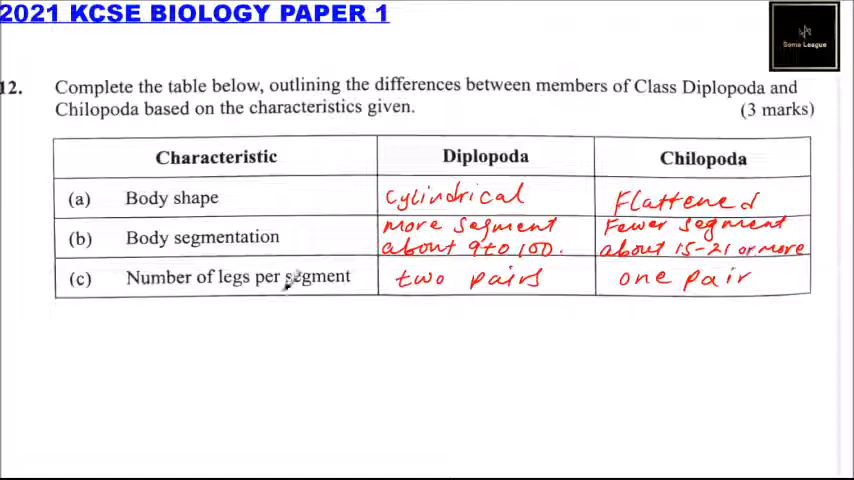 2021 KCSE BIOLOGY PAPER 1
Soma League
12. Complete the table below, outlining the differences between members of Class Diplopoda and
Chilopoda based on the characteristics given. (3 marks)
Characteristic Diplopoda Chilopoda
(a) Body shape Cylindrical Flattened
(b) Body segmentation more segment about 9 to 100. Fewer segment about 15-21 or more
(c) Number of legs per segment two pairs one pair